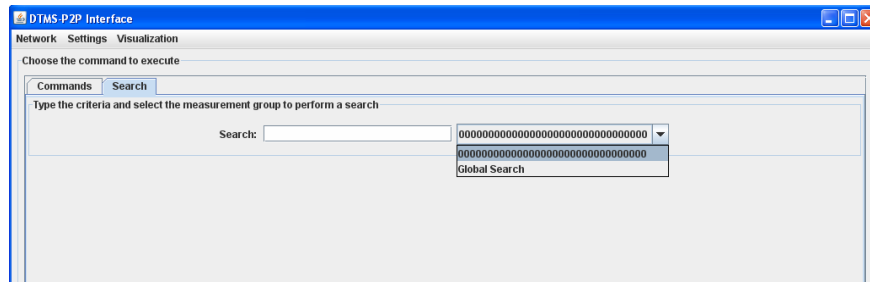 DTMS-P2P Interface
Network Settings Visualization
Choose the command to execute
Commands Search
Type the criteria and select the measurement group to perform a search
Search: 00000000000000000000000000000000
00000000000000000000000000000000
Global Search